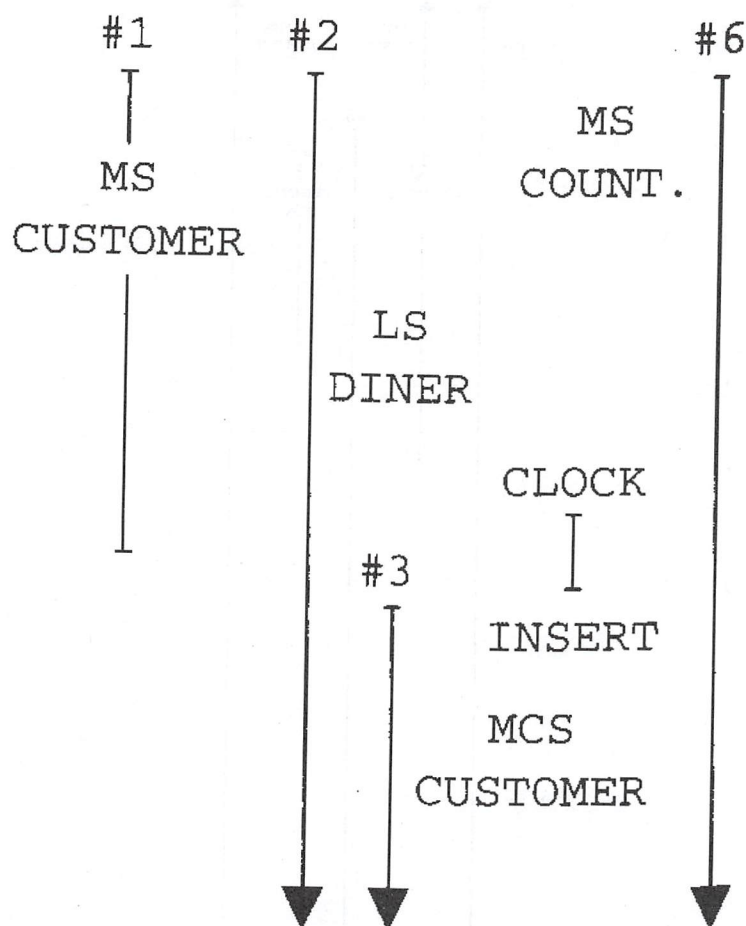 #1
#2
#6
MS
CUSTOMER
MS
COUNT.
LS
DINER
CLOCK
#3
INSERT
MCS
CUSTOMER